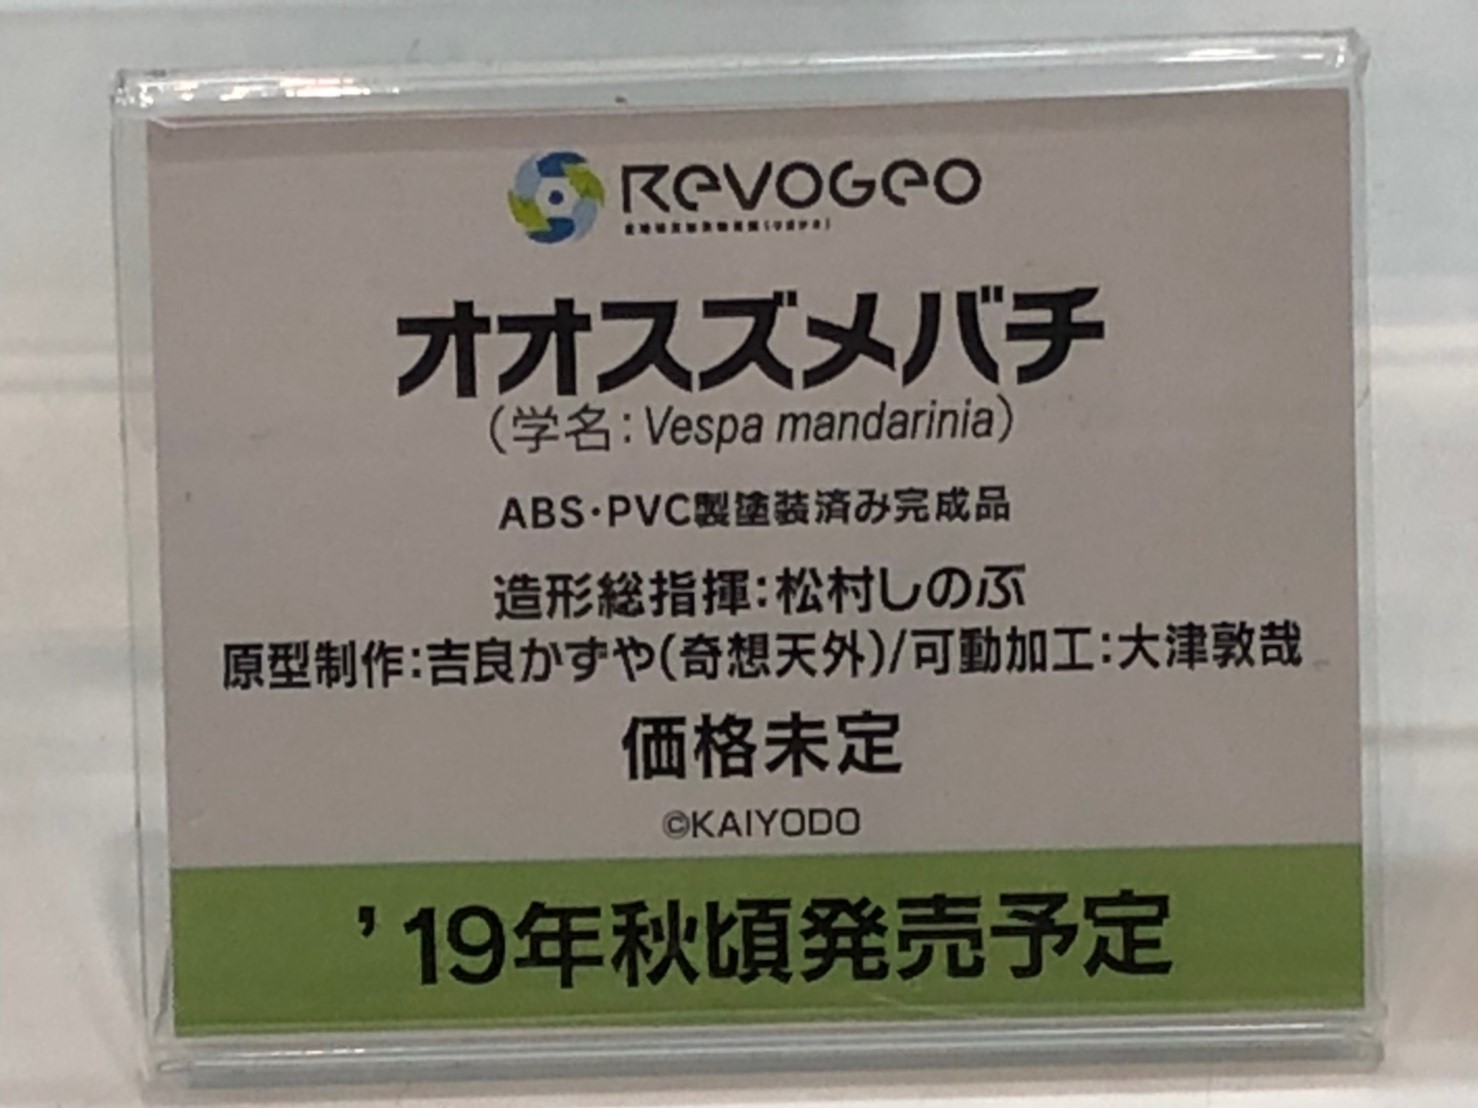 REVOGEO
オオスズメバチ
(学名:Vespa mandarinia)
ABS・PVC製塗装済み完成品
造形総指揮:松村しのぶ
原型制作:吉良かずや(奇想天外)/可動加工:大津敦哉
価格未定
©KAIYODO
’19年秋頃発売予定